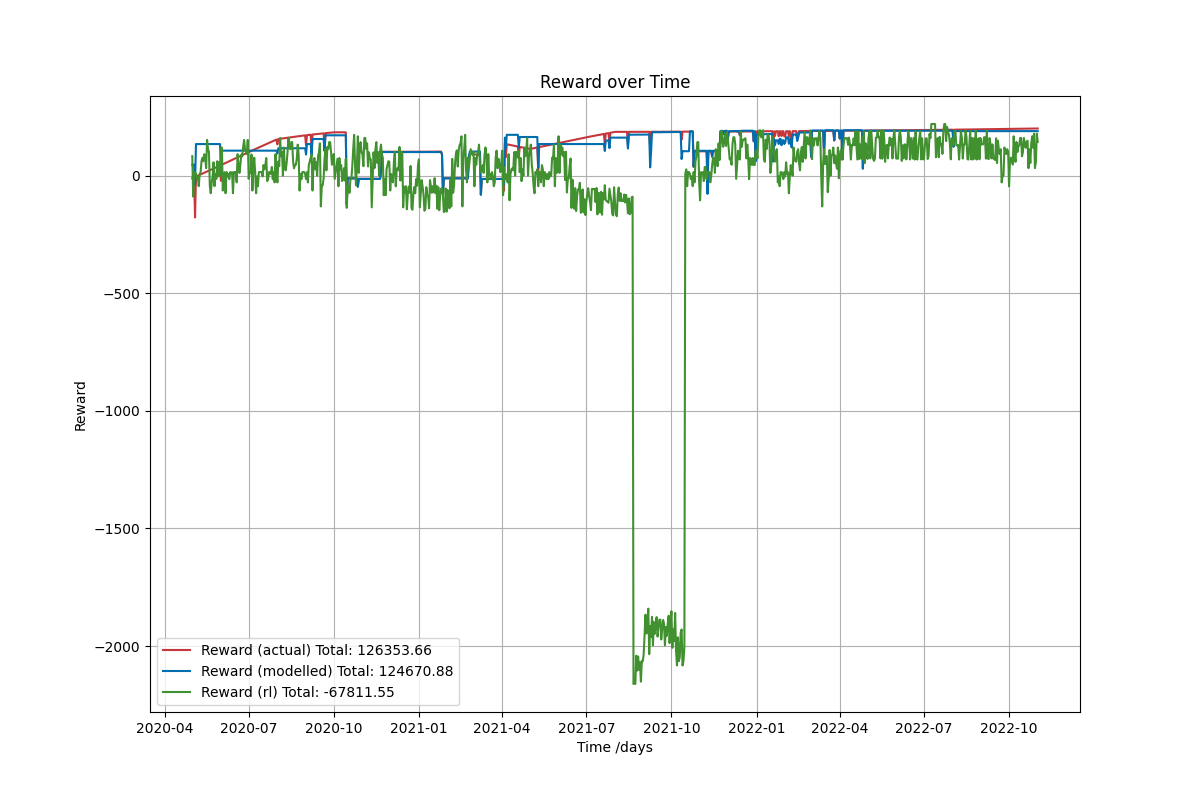 Reward over Time
Reward
0
−500
−1000
−1500
−2000
Reward (actual) Total: 126353.66
Reward (modelled) Total: 124670.88
Reward (rl) Total: -67811.55
2020-04 2020-07 2020-10 2021-01 2021-04 2021-07 2021-10 2022-01 2022-04 2022-07 2022-10
Time /days